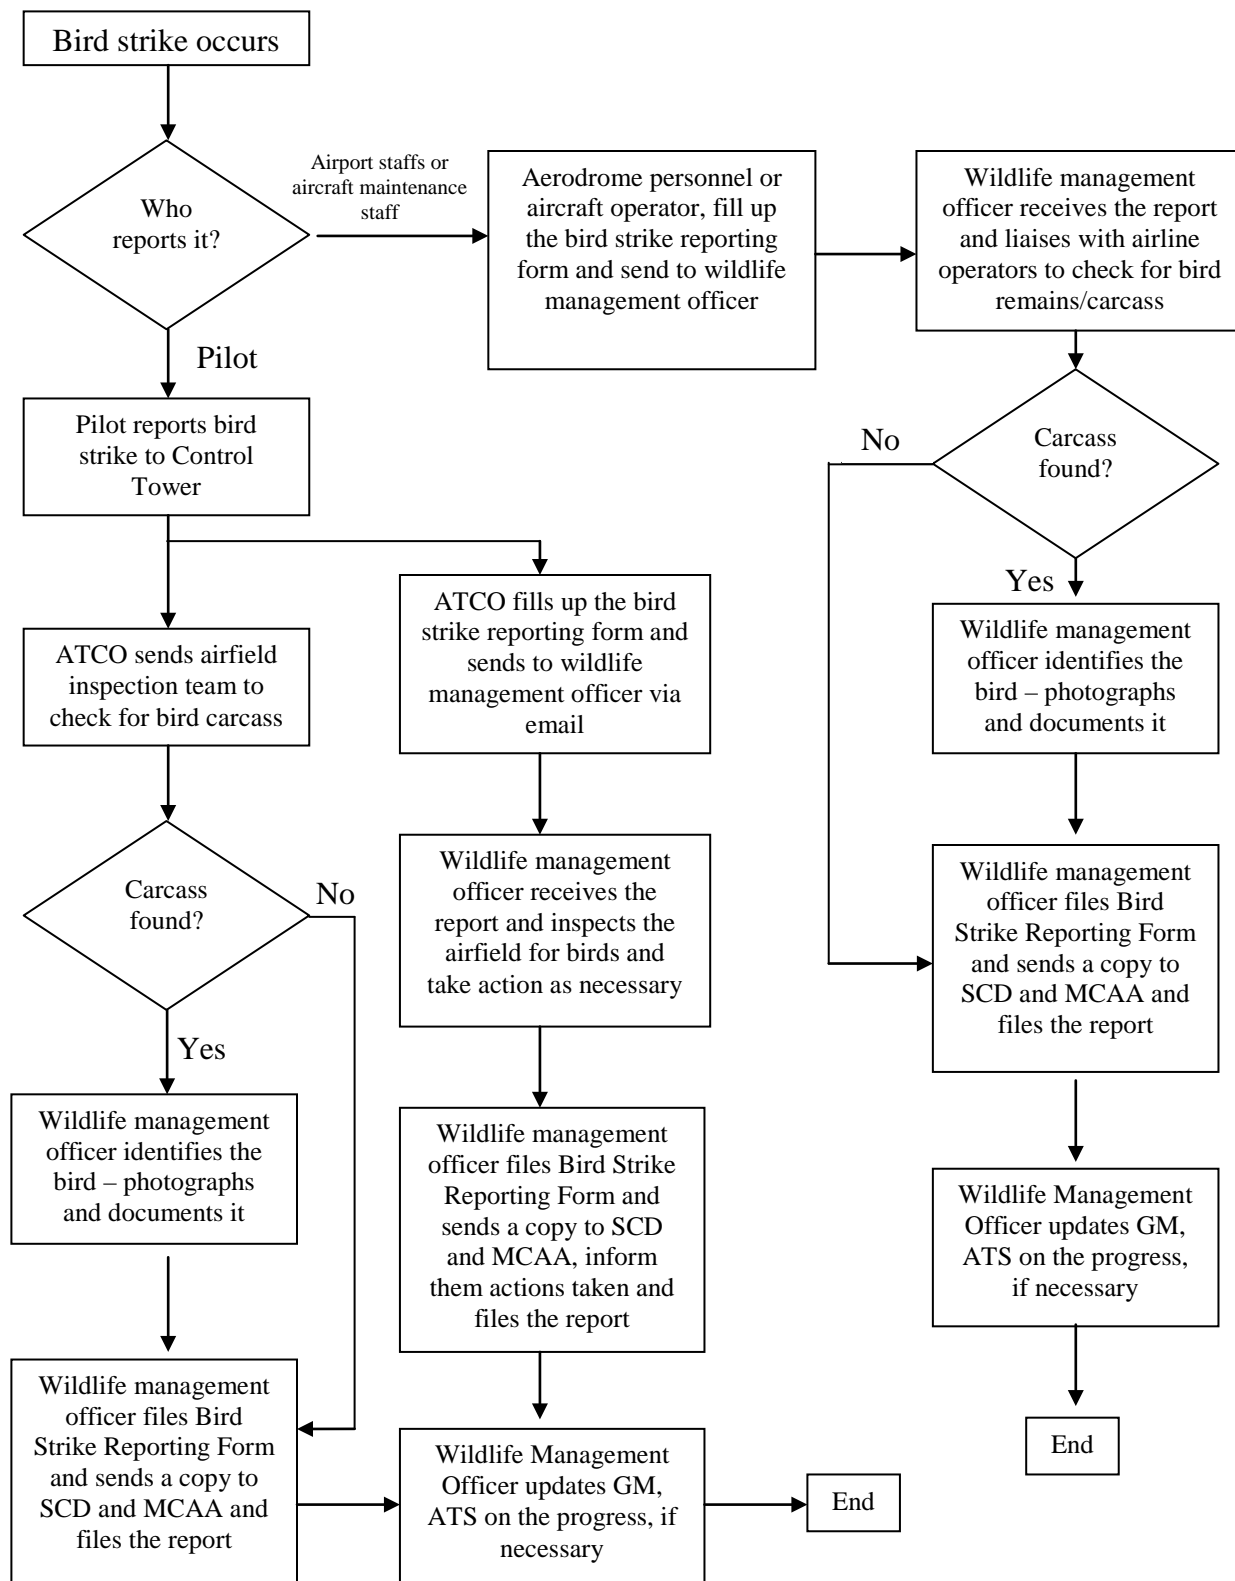 Bird strike occurs
Who
reports it?
Airport staffs or
aircraft maintenance
staff
Aerodrome personnel or
aircraft operator, fill up
the bird strike reporting
form and send to wildlife
management officer
Wildlife management
officer receives the report
and liaises with airline
operators to check for bird
remains/carcass
Pilot
Pilot reports bird
strike to Control
Tower
No
Carcass
found?
Yes
ATCO sends airfield
inspection team to
check for bird carcass
ATCO fills up the bird
strike reporting form and
sends to wildlife
management officer via
email
Wildlife management
officer identifies the
bird – photographs
and documents it
Carcass
found?
No
Yes
Wildlife management
officer receives the
report and inspects the
airfield for birds and
take action as necessary
Wildlife management
officer files Bird
Strike Reporting Form
and sends a copy to
SCD and MCAA and
files the report
Wildlife management
officer identifies the
bird – photographs
and documents it
Wildlife management
officer files Bird Strike
Reporting Form and
sends a copy to SCD
and MCAA, inform
them actions taken and
files the report
Wildlife Management
Officer updates GM,
ATS on the progress,
if necessary
Wildlife management
officer files Bird
Strike Reporting Form
and sends a copy to
SCD and MCAA and
files the report
Wildlife Management
Officer updates GM,
ATS on the progress, if
necessary
End
End